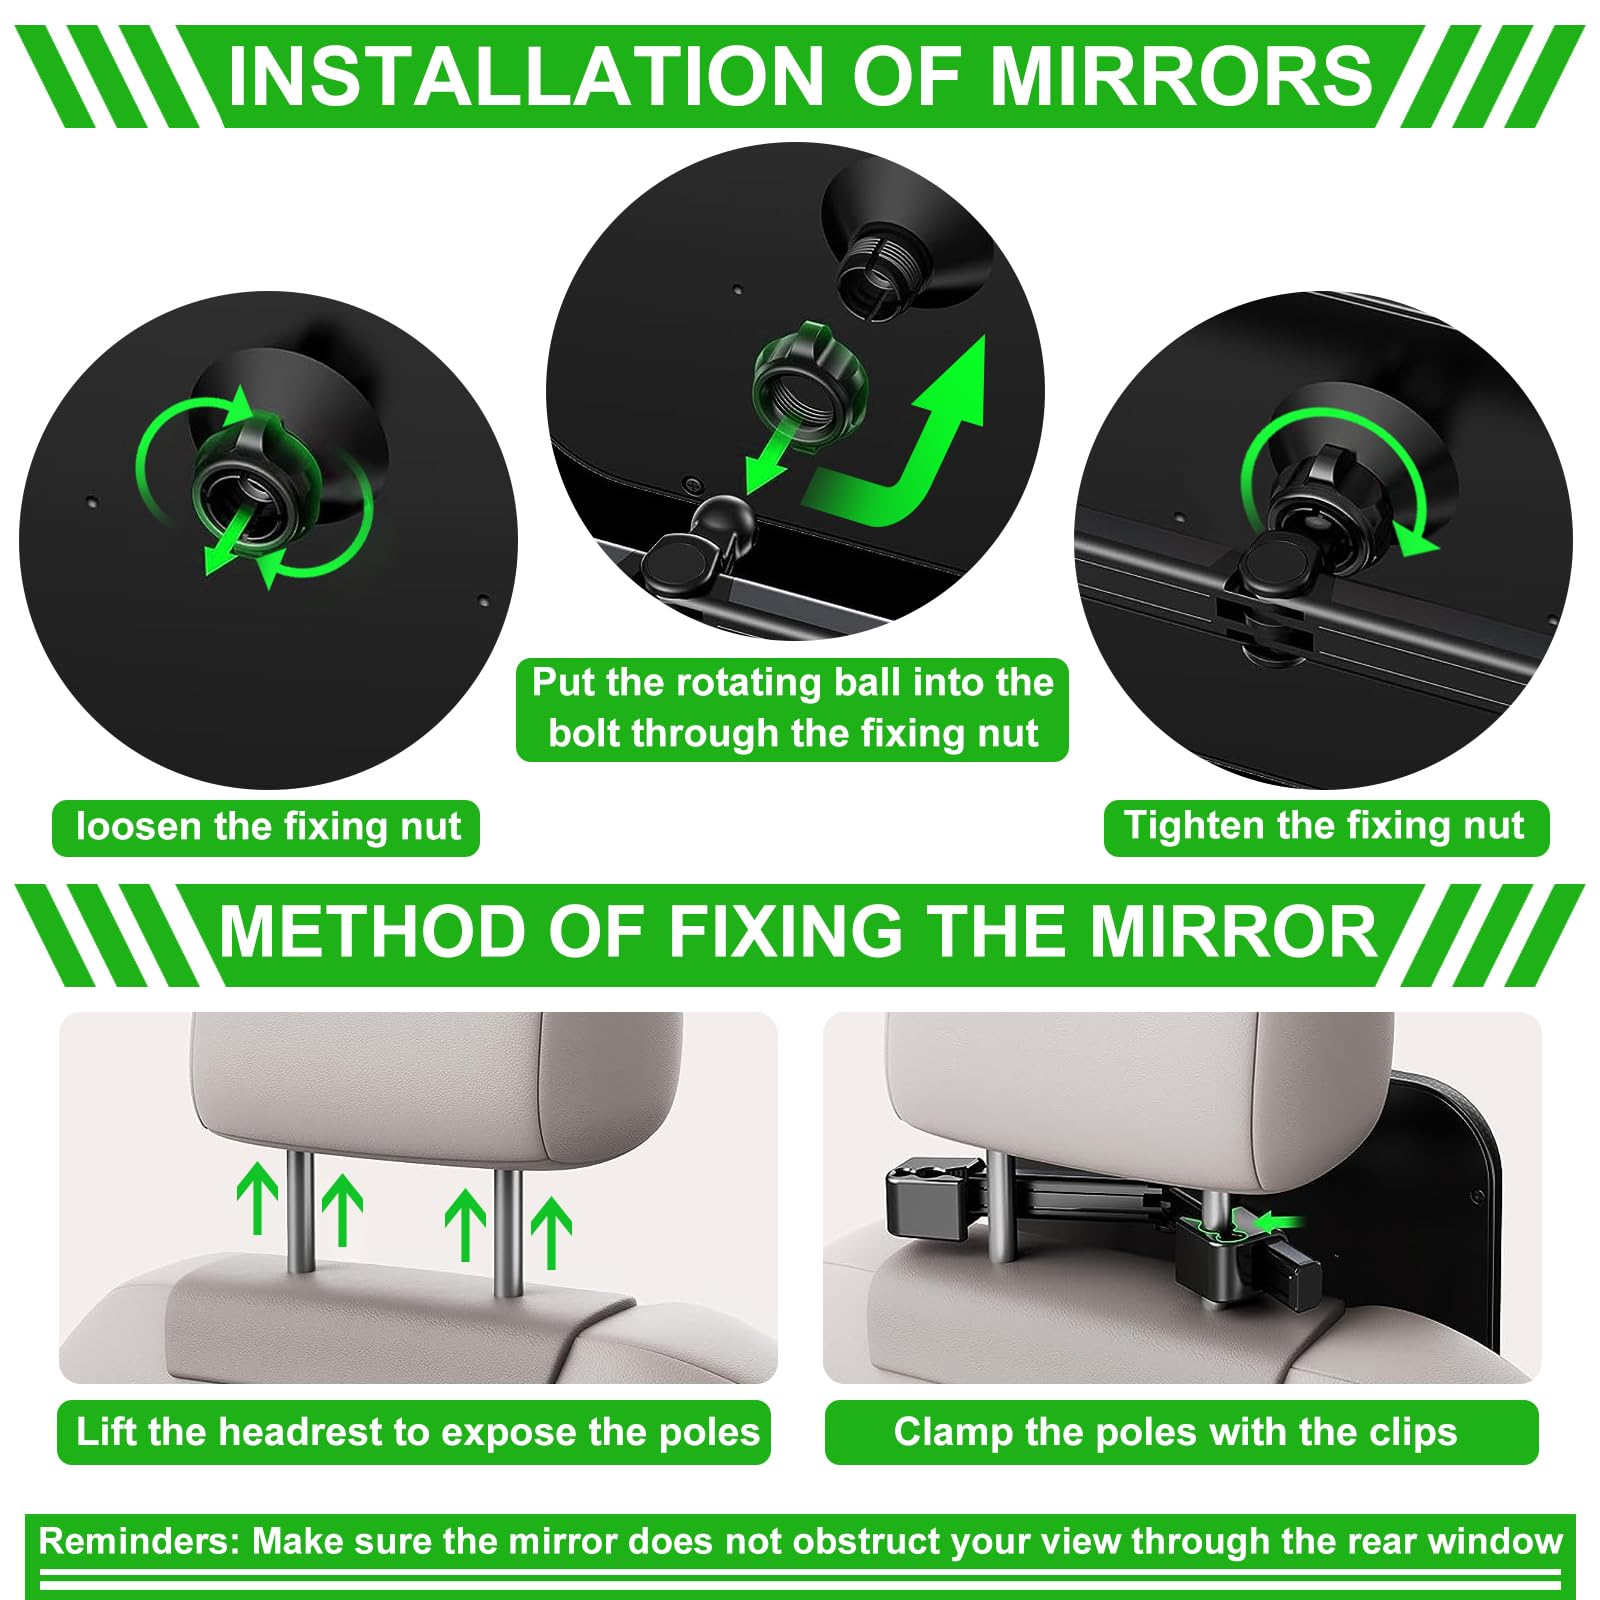 INSTALLATION OF MIRRORS
Put the rotating ball into the
bolt through the fixing nut
loosen the fixing nut
Tighten the fixing nut
METHOD OF FIXING THE MIRROR
Lift the headrest to expose the poles
Clamp the poles with the clips
Reminders: Make sure the mirror does not obstruct your view through the rear window